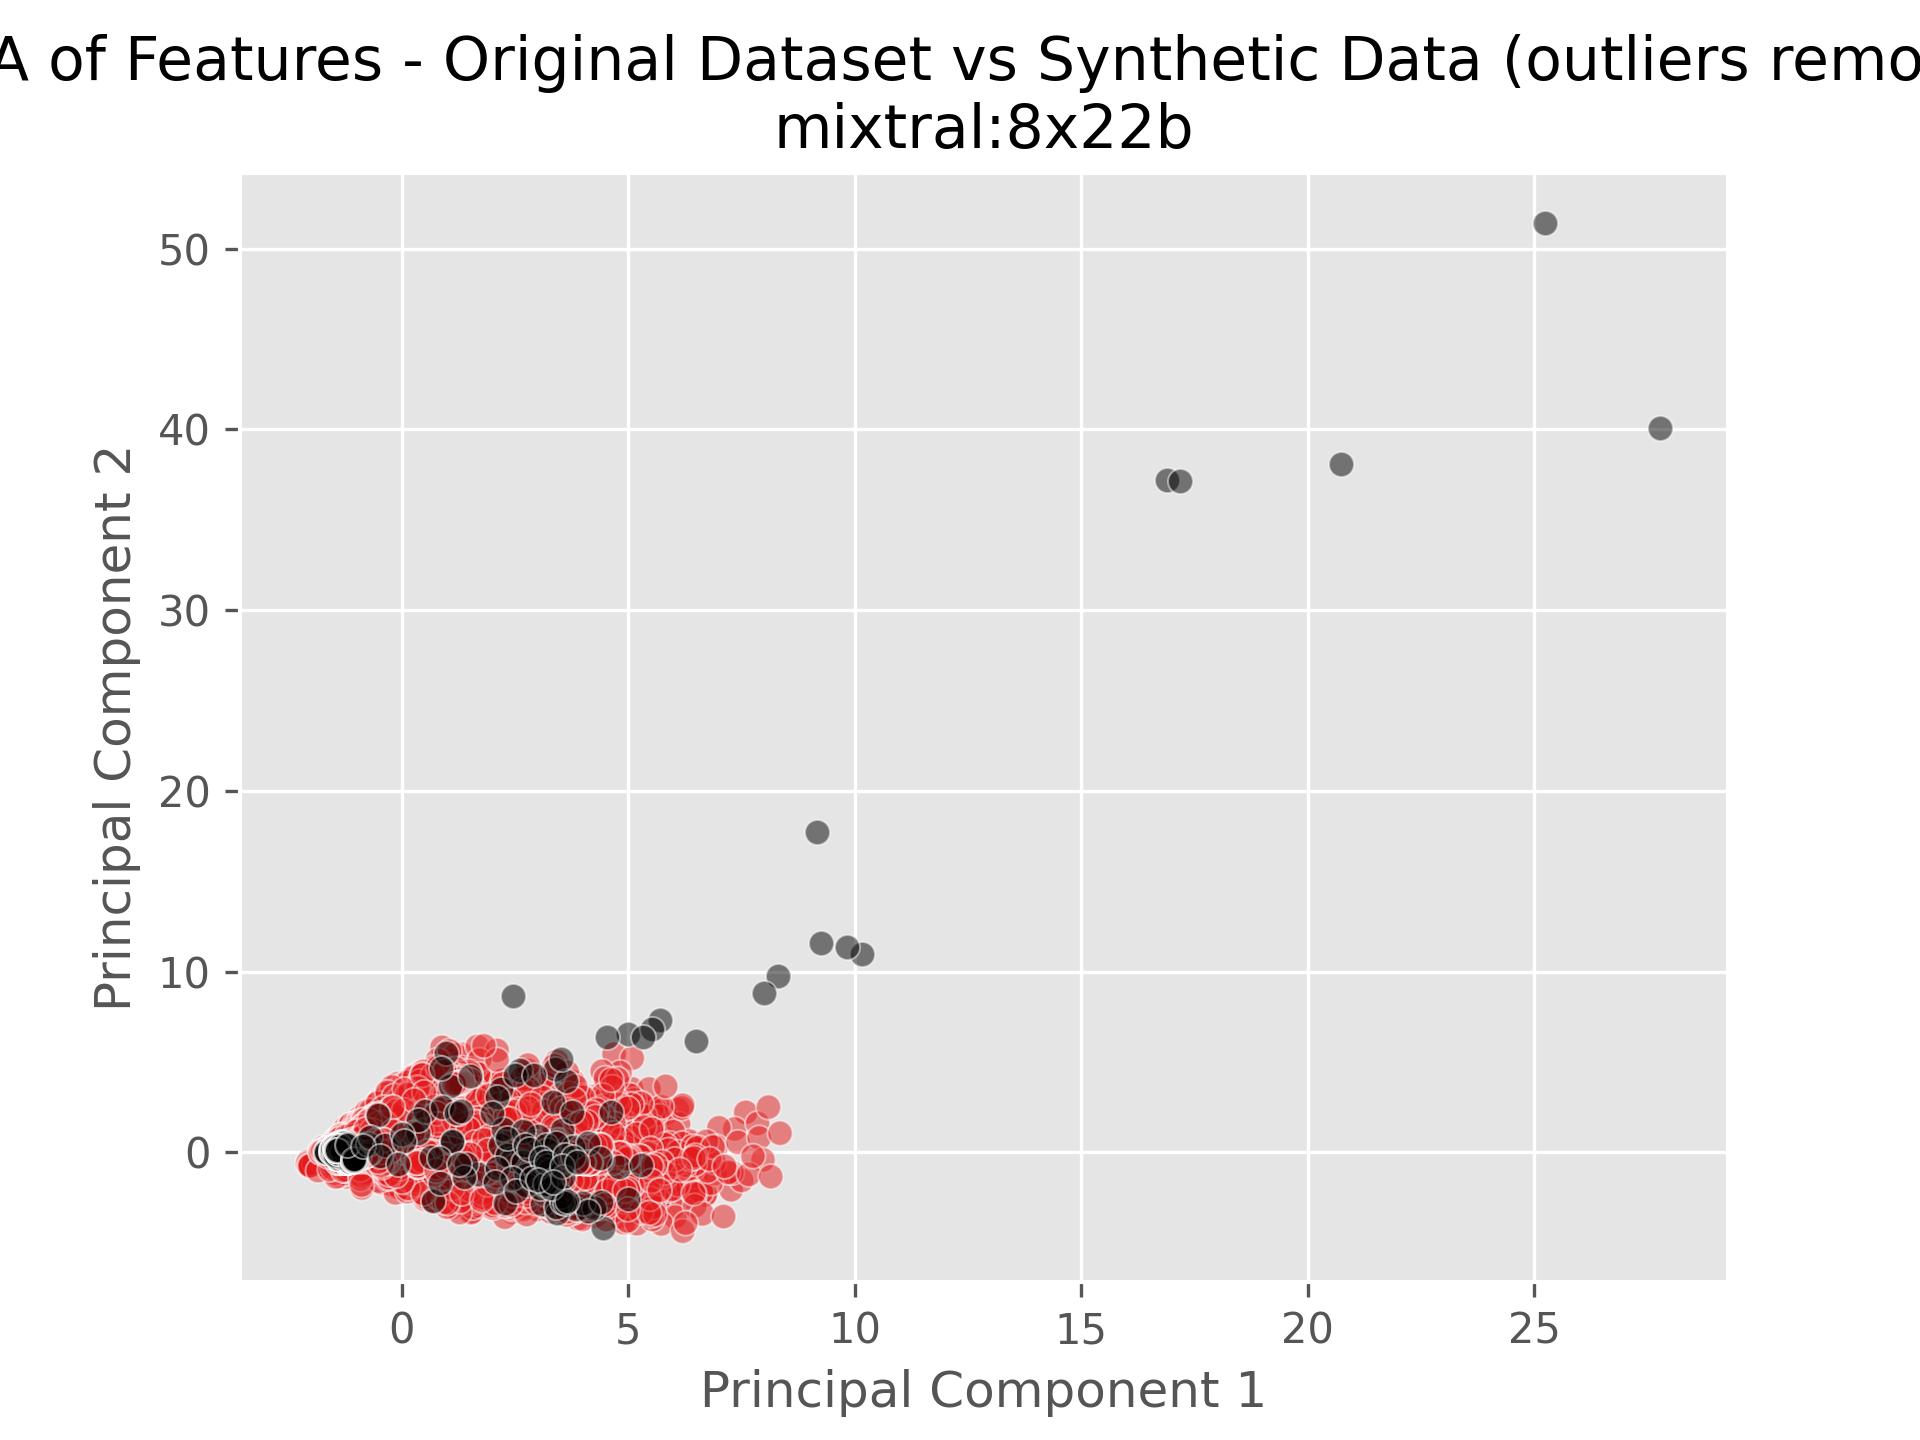 A of Features - Original Dataset vs Synthetic Data (outliers remo
mixtral:8x22b
50
40
30
20
10
0
Principal Component 2
0 5 10 15 20 25
Principal Component 1